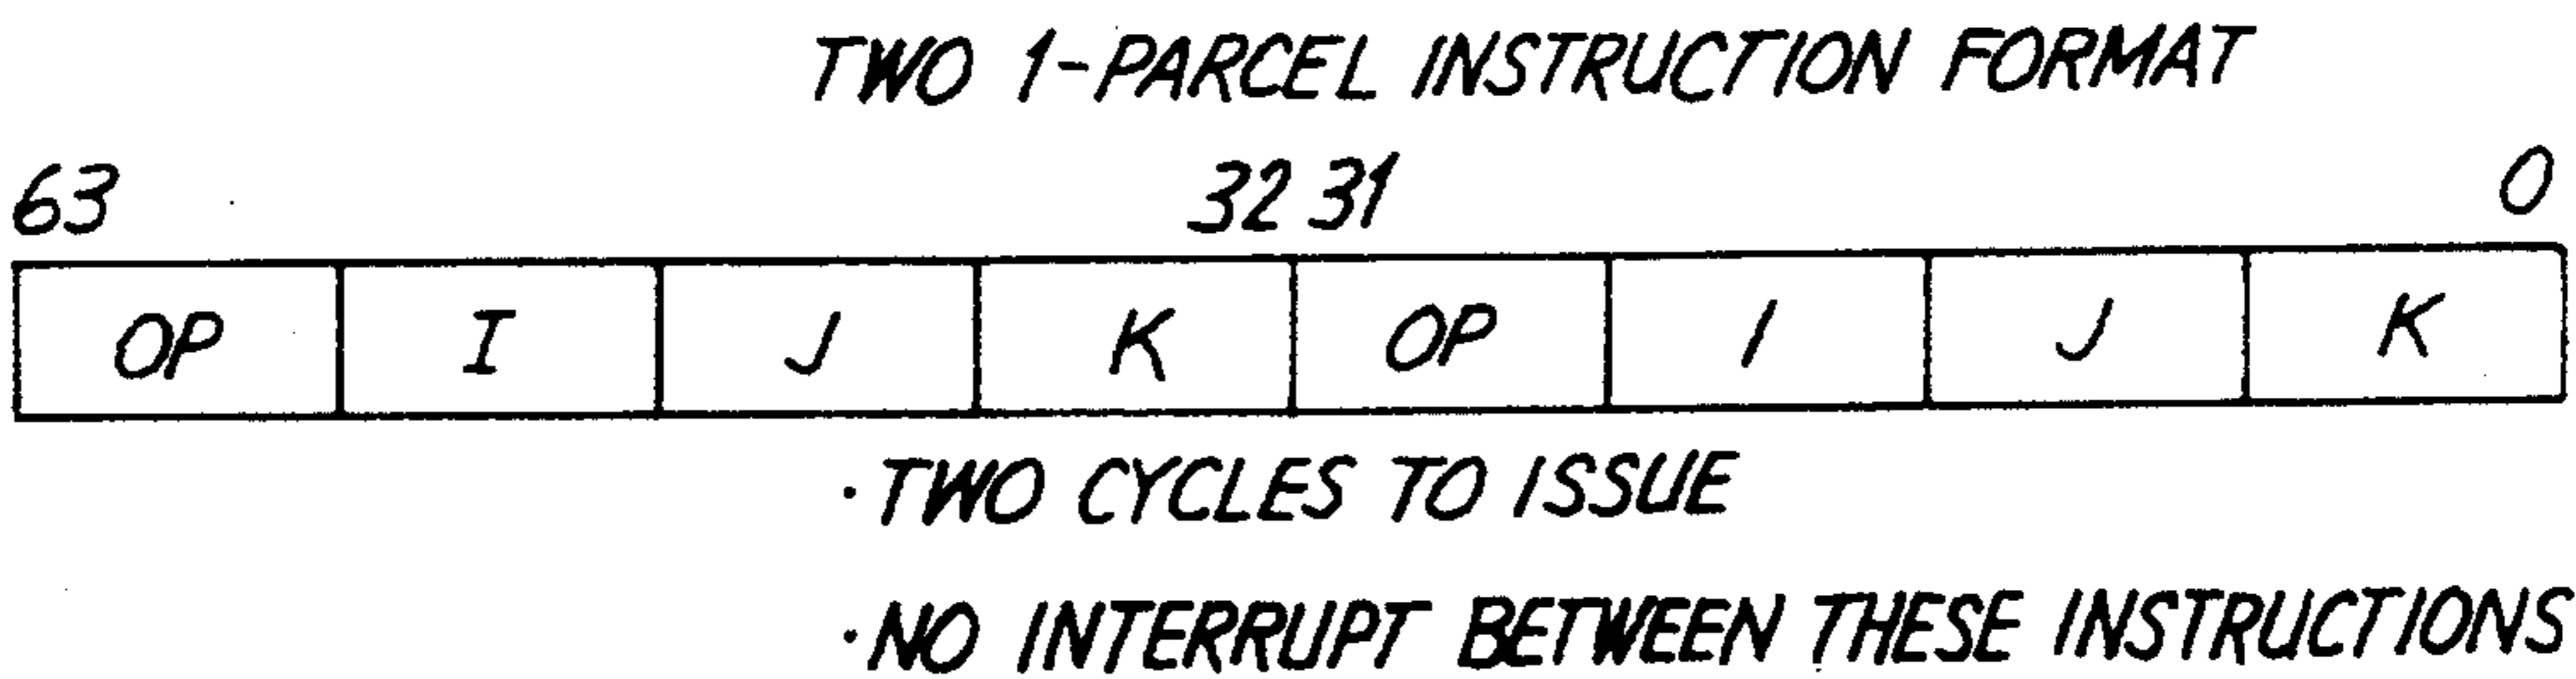 TWO 1-PARCEL INSTRUCTION FORMAT
63 32 31 0
OP I J K OP I J K
·TWO CYCLES TO ISSUE
·NO INTERRUPT BETWEEN THESE INSTRUCTIONS